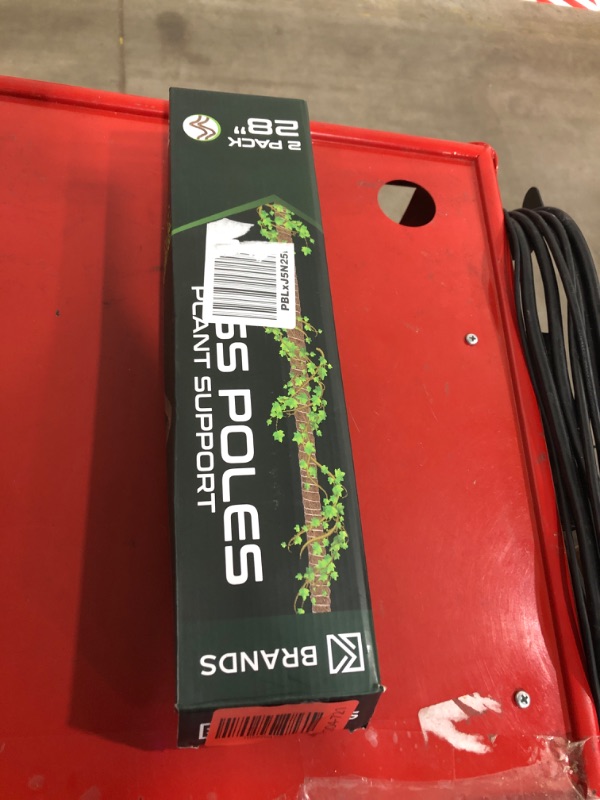 2 PACK
28"
SS POLES
PLANT SUPPORT
PBLxJ5N25
BRANDS